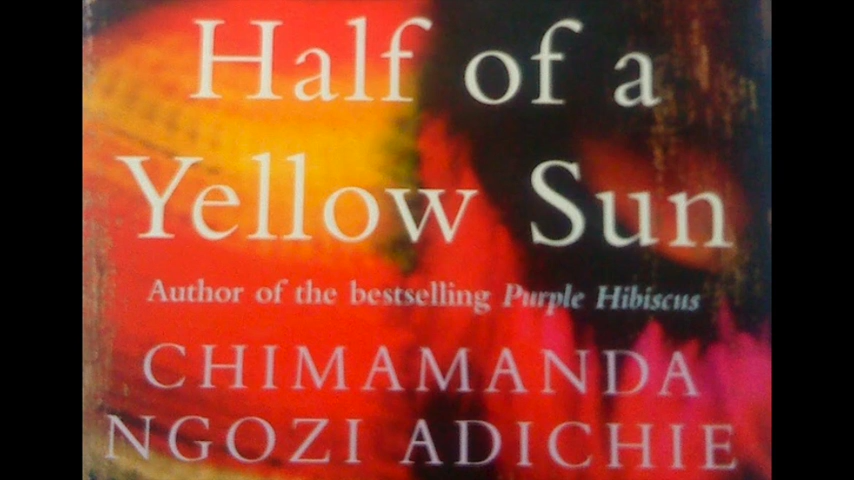 Half of a
Yellow Sun
Author of the bestselling Purple Hibiscus
CHIMAMANDA
NGOZI ADICHIE